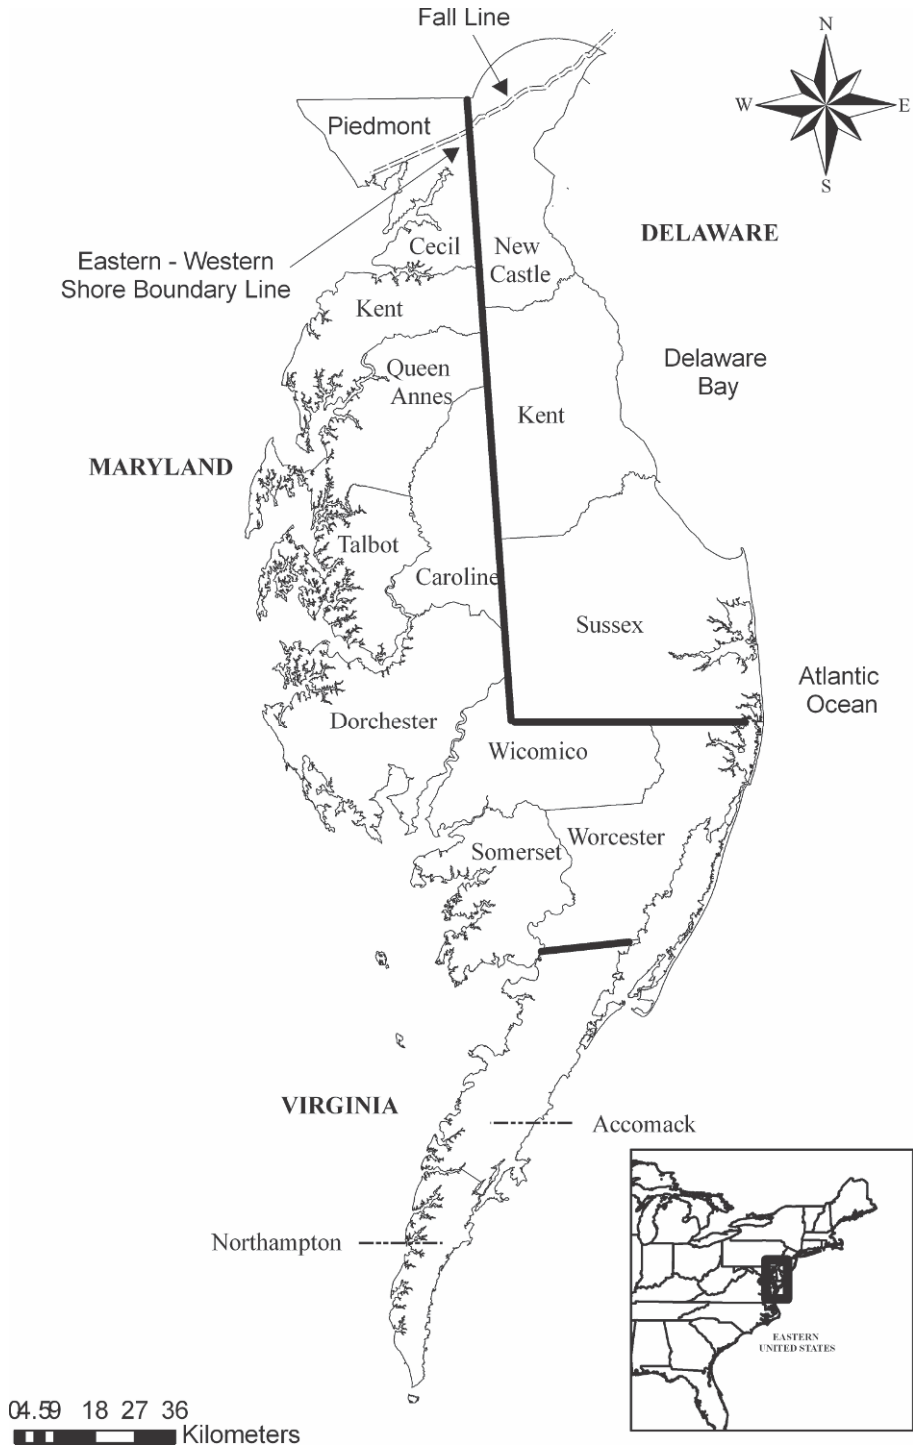 Fall Line
N
W
E
S
Piedmont
Eastern - Western
Shore Boundary Line
DELAWARE
Cecil
New
Castle
Kent
Queen
Annes
Delaware
Bay
Kent
MARYLAND
Talbot
Caroline
Sussex
Atlantic
Ocean
Dorchester
Wicomico
Worcester
Somerset
VIRGINIA
Accomack
Northampton
EASTERN
UNITED STATES
04.59 18 27 36
Kilometers